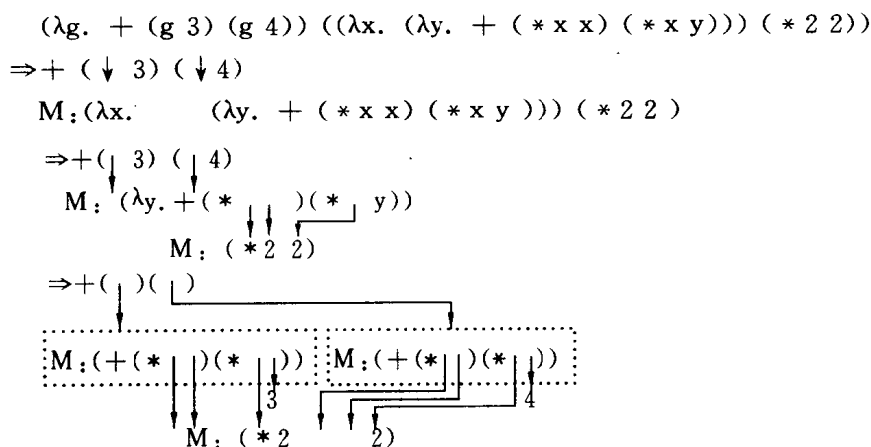 (λg. + (g 3) (g 4)) ((λx. (λy. + (*x x) (*x y))) (*2 2))
⇒+ (↓ 3) (↓ 4)
M:(λx. (λy. + (*x x) (*x y))) (*2 2)
⇒+( 3) ( 4)
M: (λy. +(* )(* y))
M: (*2 2)
⇒+( )( )
M:(+(* )(* )) M:(+(* )(* ))
3 4
M: (*2 2)